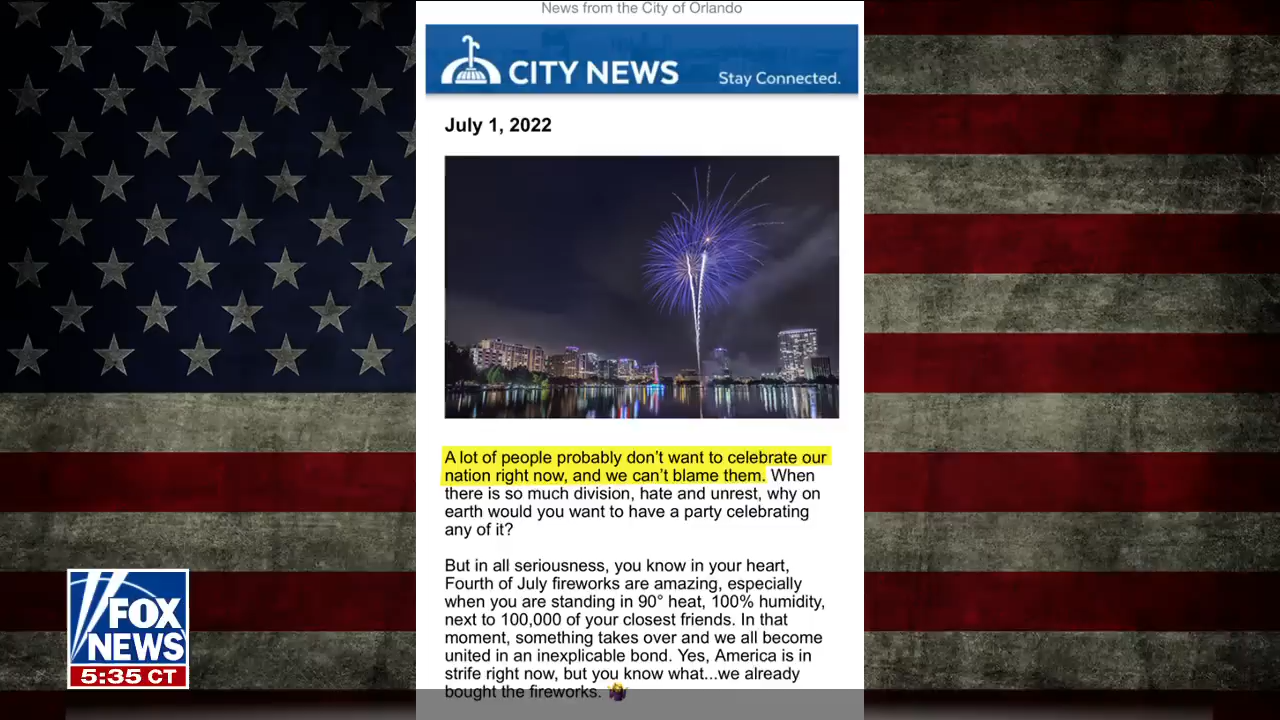 News from the City of Orlando
CITY NEWS
Stay Connected.
July 1, 2022
A lot of people probably don't want to celebrate our
nation right now, and we can't blame them. When
there is so much division, hate and unrest, why on
earth would you want to have a party celebrating
any of it?
But in all seriousness, you know in your heart,
Fourth of July fireworks are amazing, especially
when you are standing in 90° heat, 100% humidity,
next to 100,000 of your closest friends. In that
moment, something takes over and we all become
united in an inexplicable bond. Yes, America is in
strife right now, but you know what...we already
bought the fireworks. 🤷‍♀️
FOX
NEWS
5:35 CT